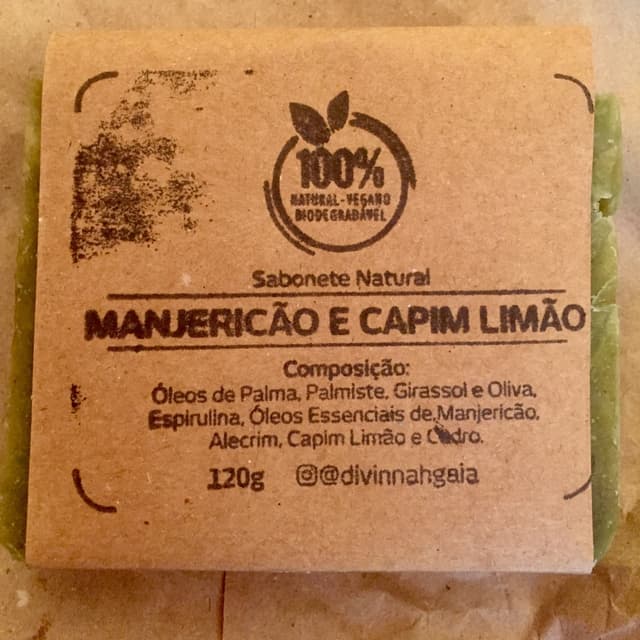 100%
NATURAL-VEGANO
BIODEGRADÁVEL
Sabonete Natural
MANJERICÃO E CAPIM LIMÃO
Composição:
Óleos de Palma, Palmiste, Girassol e Oliva,
Espirulina, Óleos Essenciais de Manjericão,
Alecrim, Capim Limão e Cedro.
120g @divinnahgaia